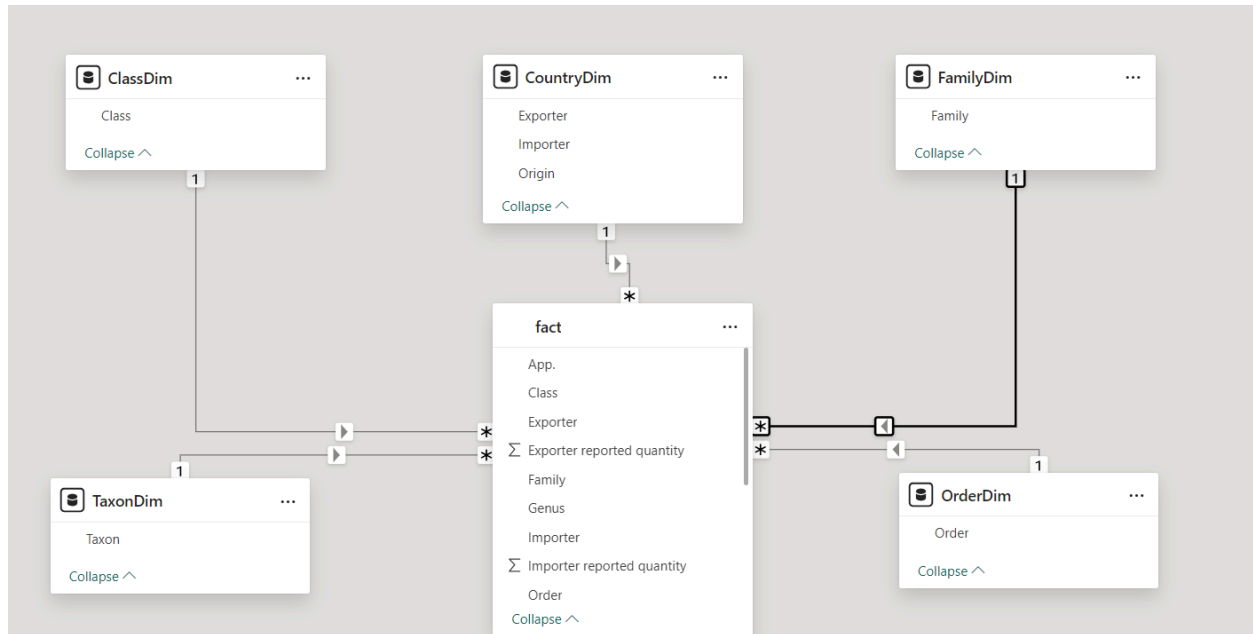 ClassDim
...
Class
Collapse
1
CountryDim
...
Exporter
Importer
Origin
Collapse
1
*
FamilyDim
...
Family
Collapse
1
fact
...
App.
Class
Exporter
Σ Exporter reported quantity
Family
Genus
Importer
Σ Importer reported quantity
Order
Collapse
*
*
*
*
1
TaxonDim
...
Taxon
Collapse
1
OrderDim
...
Order
Collapse